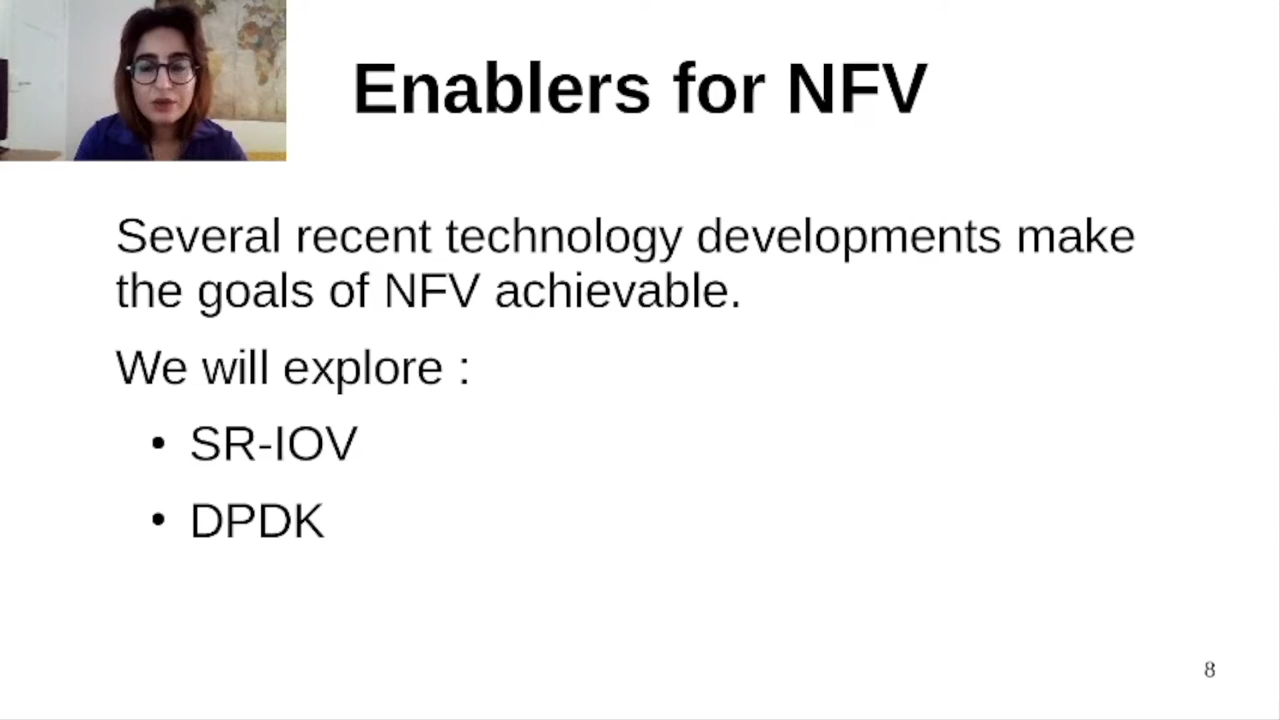 Enablers for NFV
Several recent technology developments make
the goals of NFV achievable.
We will explore :
• SR-IOV
• DPDK
8